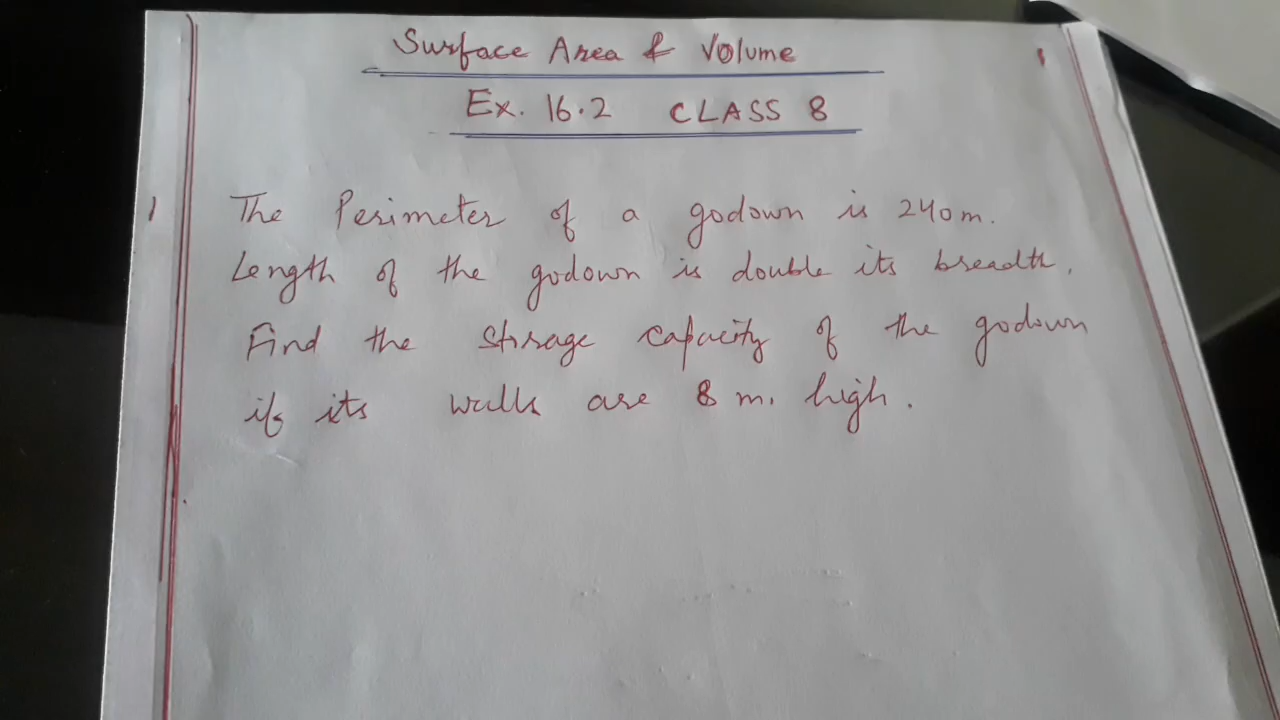 Surface Area & Volume
Ex. 16.2 CLASS 8
1 The Perimeter of a godown is 240m.
Length of the godown is double its breadth.
Find the storage capacity of the godown
if its walls are 8 m. high.